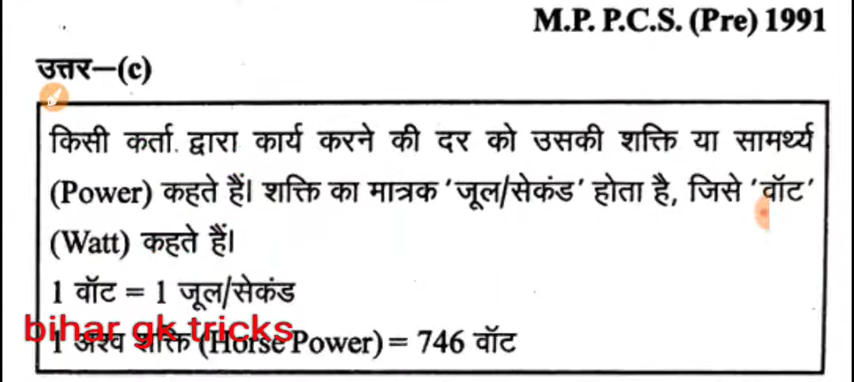 M.P. P.C.S. (Pre) 1991
उत्तर—(c)
किसी कर्ता. द्वारा कार्य करने की दर को उसकी शक्ति या सामर्थ्य
(Power) कहते हैं। शक्ति का मात्रक 'जूल/सेकंड' होता है, जिसे 'वॉट'
(Watt) कहते हैं।
1 वॉट = 1 जूल/सेकंड
bihar gk tricks
1 अश्व शक्ति (Horse Power) = 746 वॉट